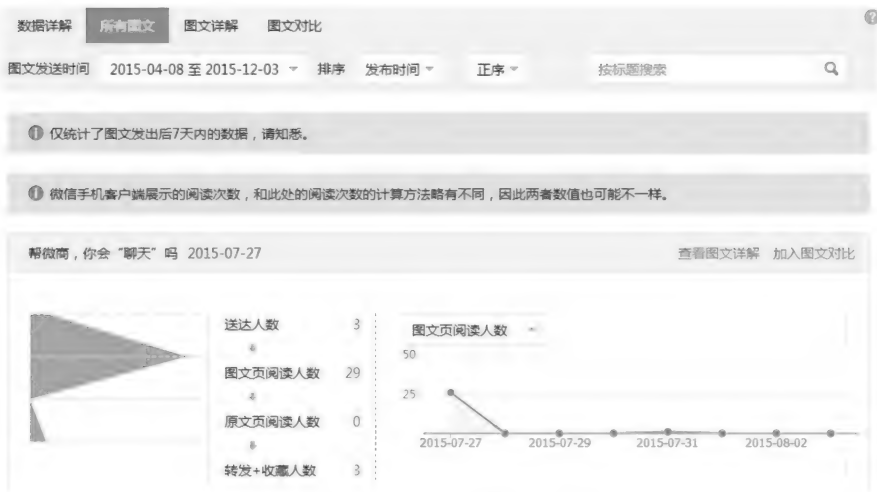 数据详解 所有图文 图文详解 图文对比
图文发送时间 2015-04-08 至 2015-12-03 排序 发布时间 正序 按标题搜索
仅统计了图文发出后7天内的数据，请知悉。
微信手机客户端展示的阅读次数，和此处的阅读次数的计算方法略有不同，因此两者数值也可能不一样。
帮微商，你会“聊天”吗 2015-07-27 查看图文详解 加入图文对比
送达人数 3
图文页阅读人数 29
原文页阅读人数 0
转发+收藏人数 3
图文页阅读人数
50
25
2015-07-27 2015-07-29 2015-07-31 2015-08-02